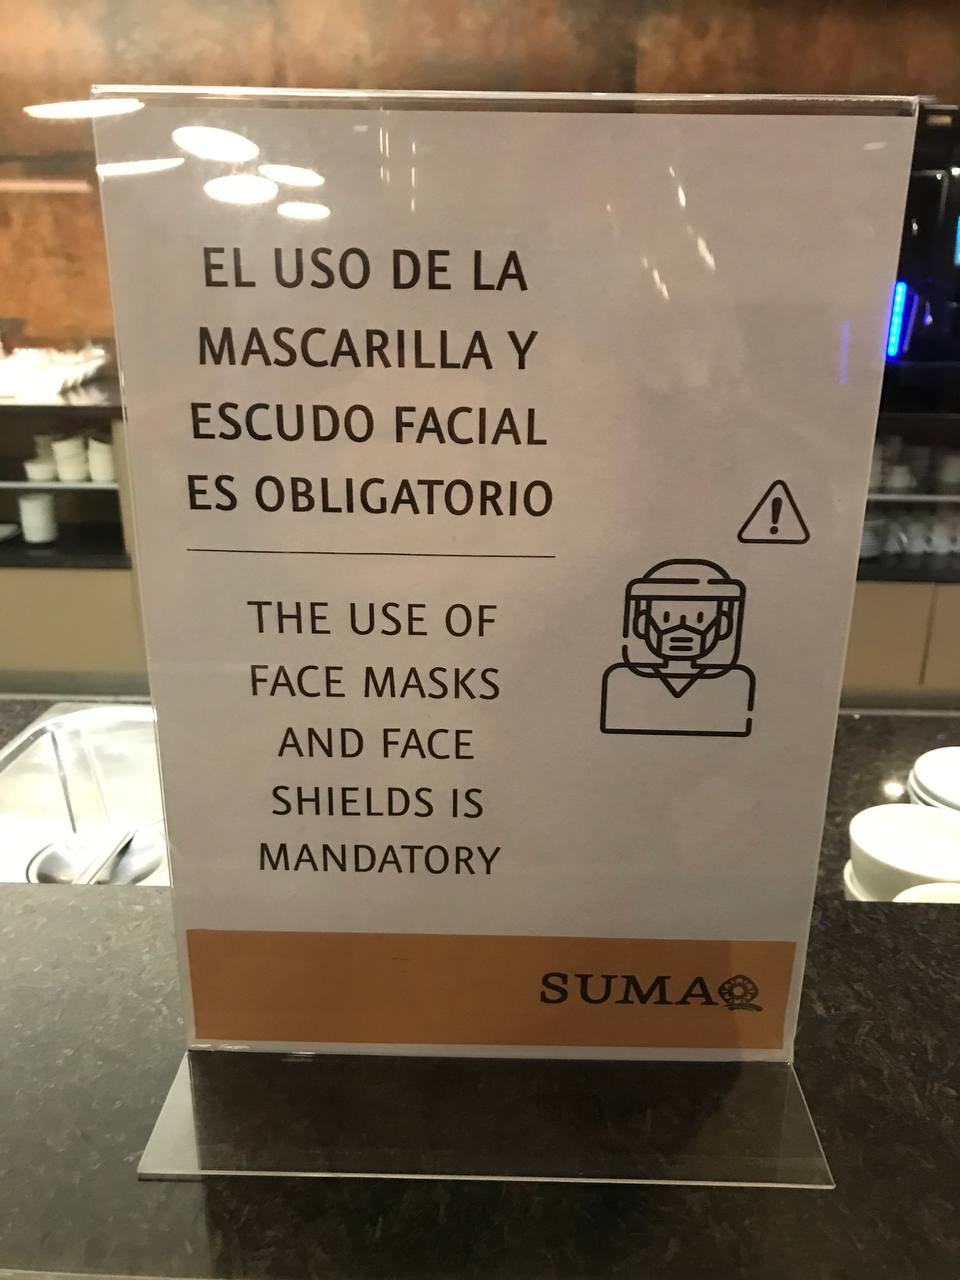 EL USO DE LA
MASCARILLA Y
ESCUDO FACIAL
ES OBLIGATORIO
THE USE OF
FACE MASKS
AND FACE
SHIELDS IS
MANDATORY
SUMAQ